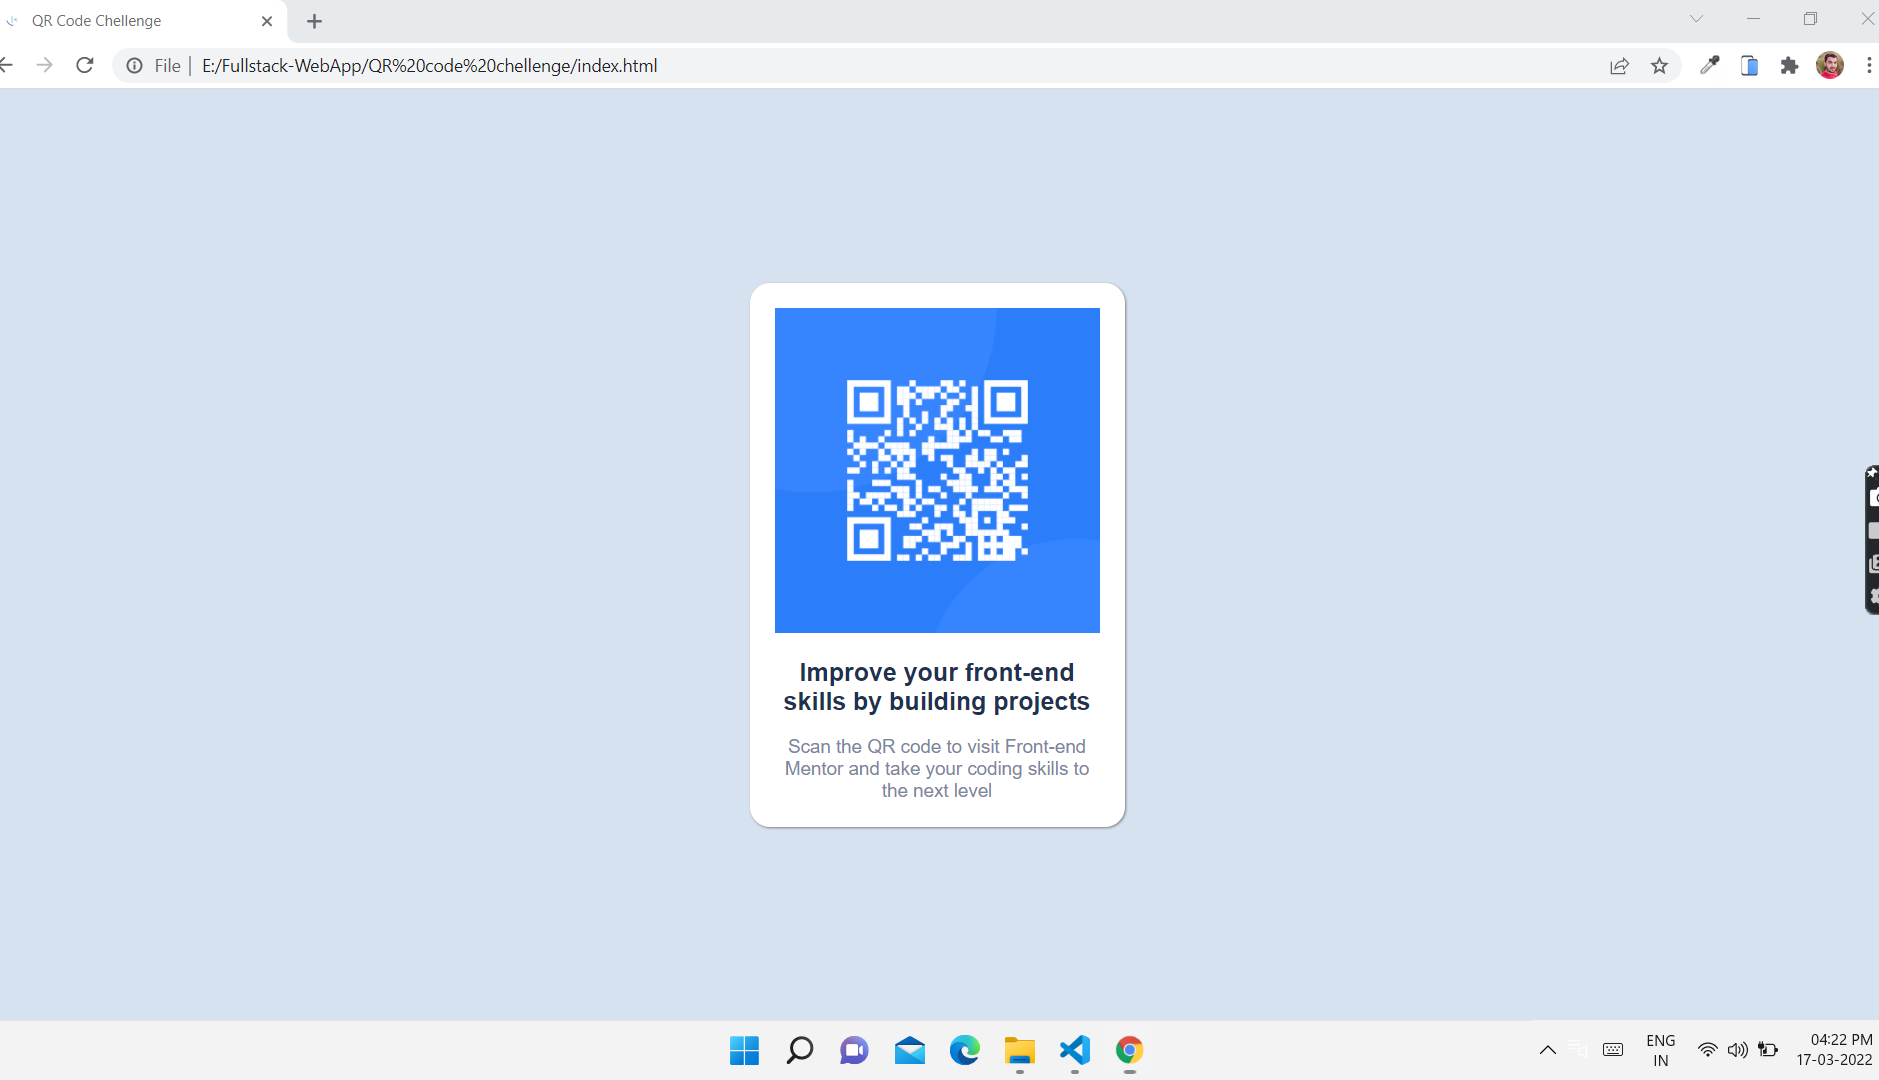 QR Code Chellenge
File
E:/Fullstack-WebApp/QR%20code%20chellenge/index.html
Improve your front-end
skills by building projects
Scan the QR code to visit Front-end
Mentor and take your coding skills to
the next level
ENG
IN
04:22 PM
17-03-2022